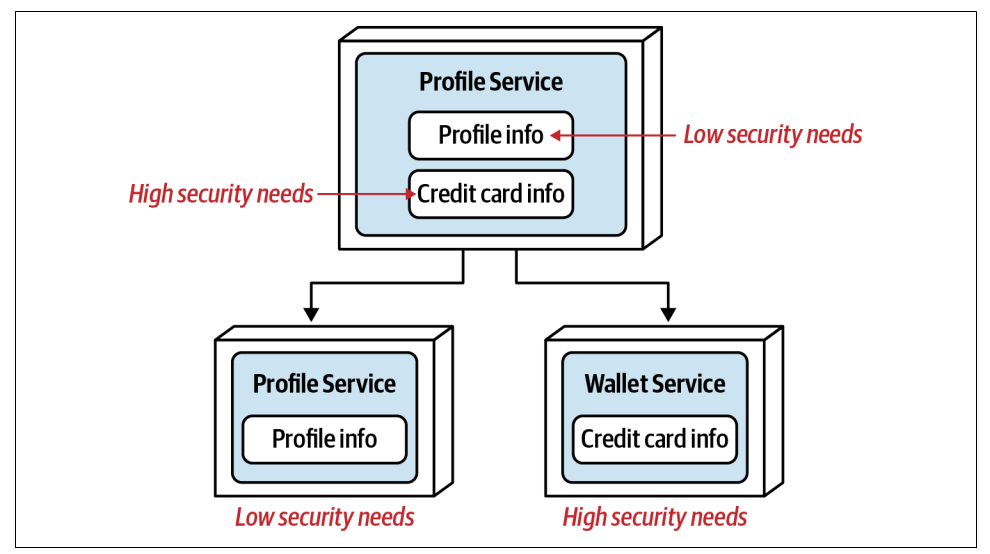 Profile Service
Profile info
Low security needs
High security needs
Credit card info
Profile Service
Profile info
Low security needs
Wallet Service
Credit card info
High security needs